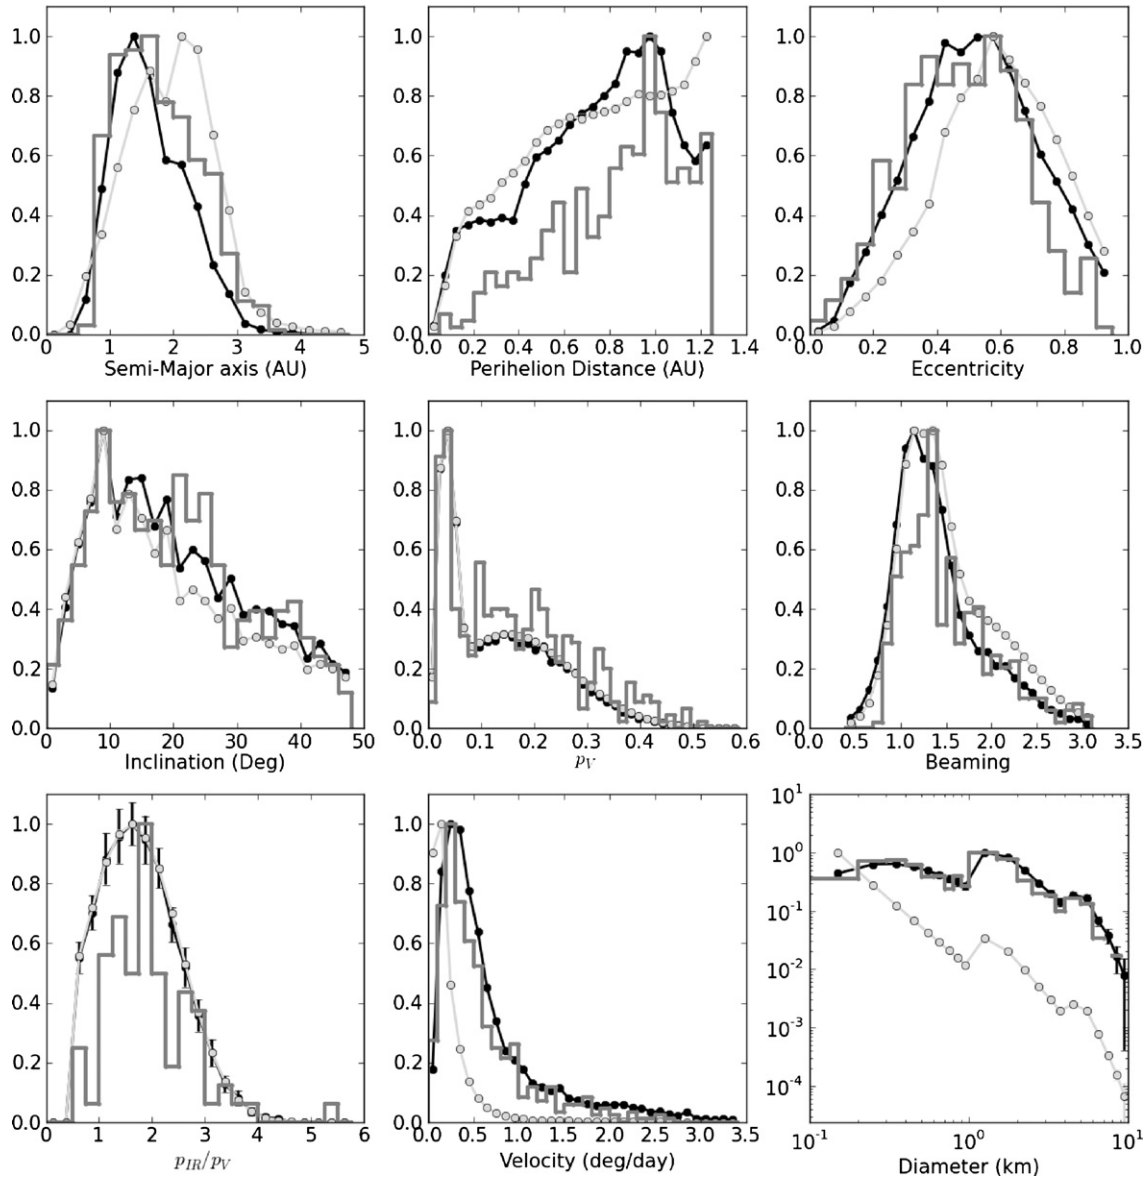 1.0 1.0 1.0
0.8 0.8 0.8
0.6 0.6 0.6
0.4 0.4 0.4
0.2 0.2 0.2
0.0 0.0 0.0
0 1 2 3 4 5 0.0 0.2 0.4 0.6 0.8 1.0 1.2 1.4 0.0 0.2 0.4 0.6 0.8 1.0
Semi-Major axis (AU) Perihelion Distance (AU) Eccentricity
1.0 1.0 1.0
0.8 0.8 0.8
0.6 0.6 0.6
0.4 0.4 0.4
0.2 0.2 0.2
0.0 0.0 0.0
0 10 20 30 40 50 0.0 0.1 0.2 0.3 0.4 0.5 0.6 0.0 0.5 1.0 1.5 2.0 2.5 3.0 3.5
Inclination (Deg) p_V Beaming
1.0 1.0 10^1
0.8 0.8 10^0
0.6 0.6 10^-1
0.4 0.4 10^-2
0.2 0.2 10^-3
0.0 0.0 10^-4
0 1 2 3 4 5 6 0.0 0.5 1.0 1.5 2.0 2.5 3.0 3.5 10^-1 10^0 10^1
p_IR/p_V Velocity (deg/day) Diameter (km)